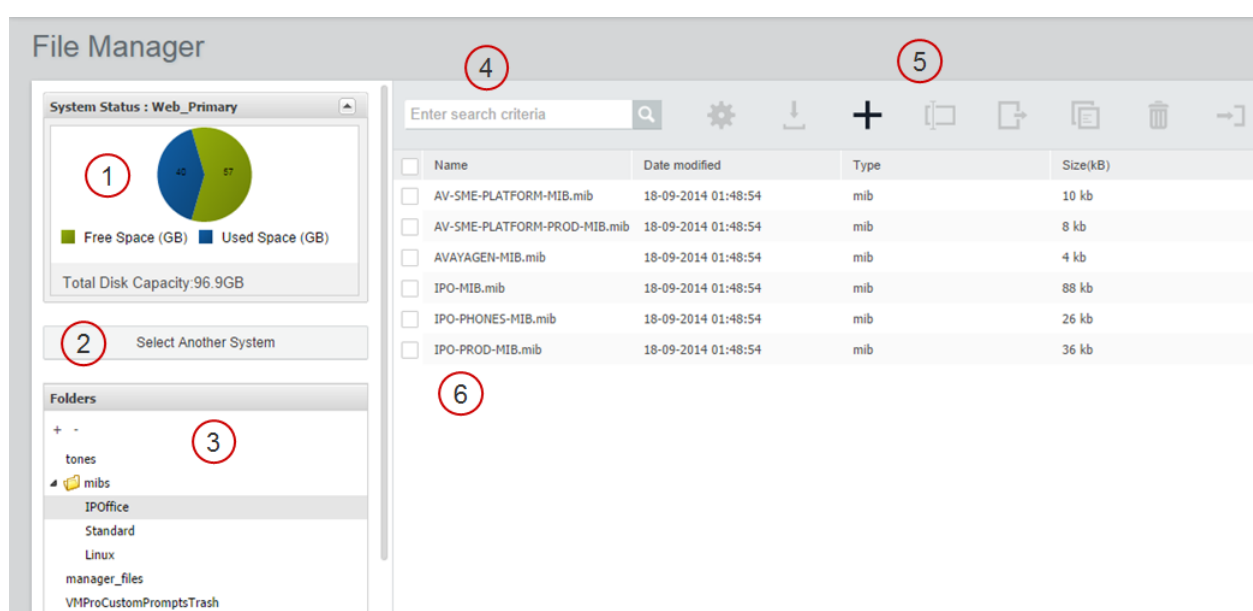 File Manager
4
5
System Status : Web_Primary
1
40 57
Free Space (GB) Used Space (GB)
Total Disk Capacity:96.9GB
2
Select Another System
Folders
+ -
3
tones
mibs
IPOffice
Standard
Linux
manager_files
VMProCustomPromptsTrash
Enter search criteria
Name Date modified Type Size(kB)
AV-SME-PLATFORM-MIB.mib 18-09-2014 01:48:54 mib 10 kb
AV-SME-PLATFORM-PROD-MIB.mib 18-09-2014 01:48:54 mib 8 kb
AVAYAGEN-MIB.mib 18-09-2014 01:48:54 mib 4 kb
IPO-MIB.mib 18-09-2014 01:48:54 mib 88 kb
IPO-PHONES-MIB.mib 18-09-2014 01:48:54 mib 26 kb
IPO-PROD-MIB.mib 18-09-2014 01:48:54 mib 36 kb
6